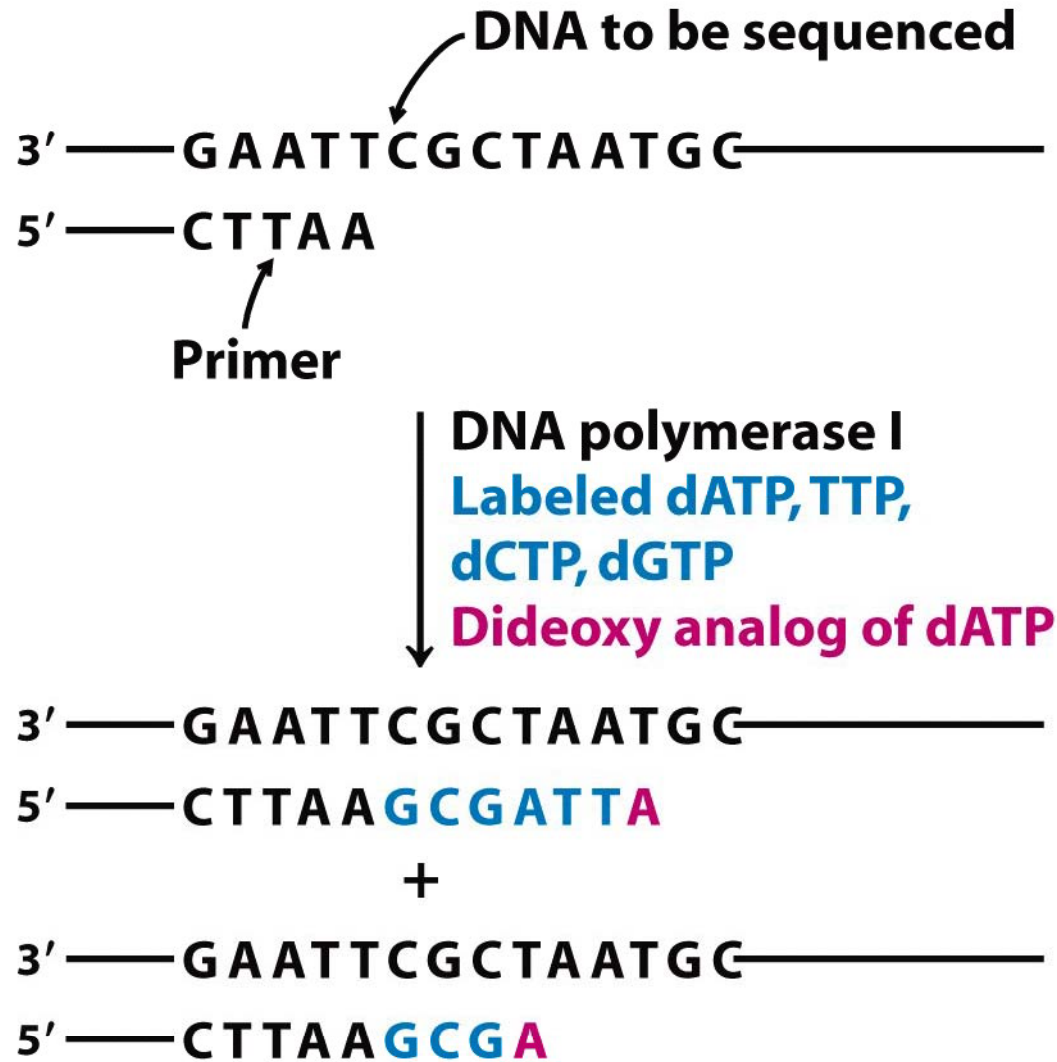 DNA to be sequenced
3′ GAATTCGCTAATGC
5′ CTTAA
Primer
DNA polymerase I
Labeled dATP, TTP,
dCTP, dGTP
Dideoxy analog of dATP
3′ GAATTCGCTAATGC
5′ CTTAAGCGATTA
+
3′ GAATTCGCTAATGC
5′ CTTAAGCGA